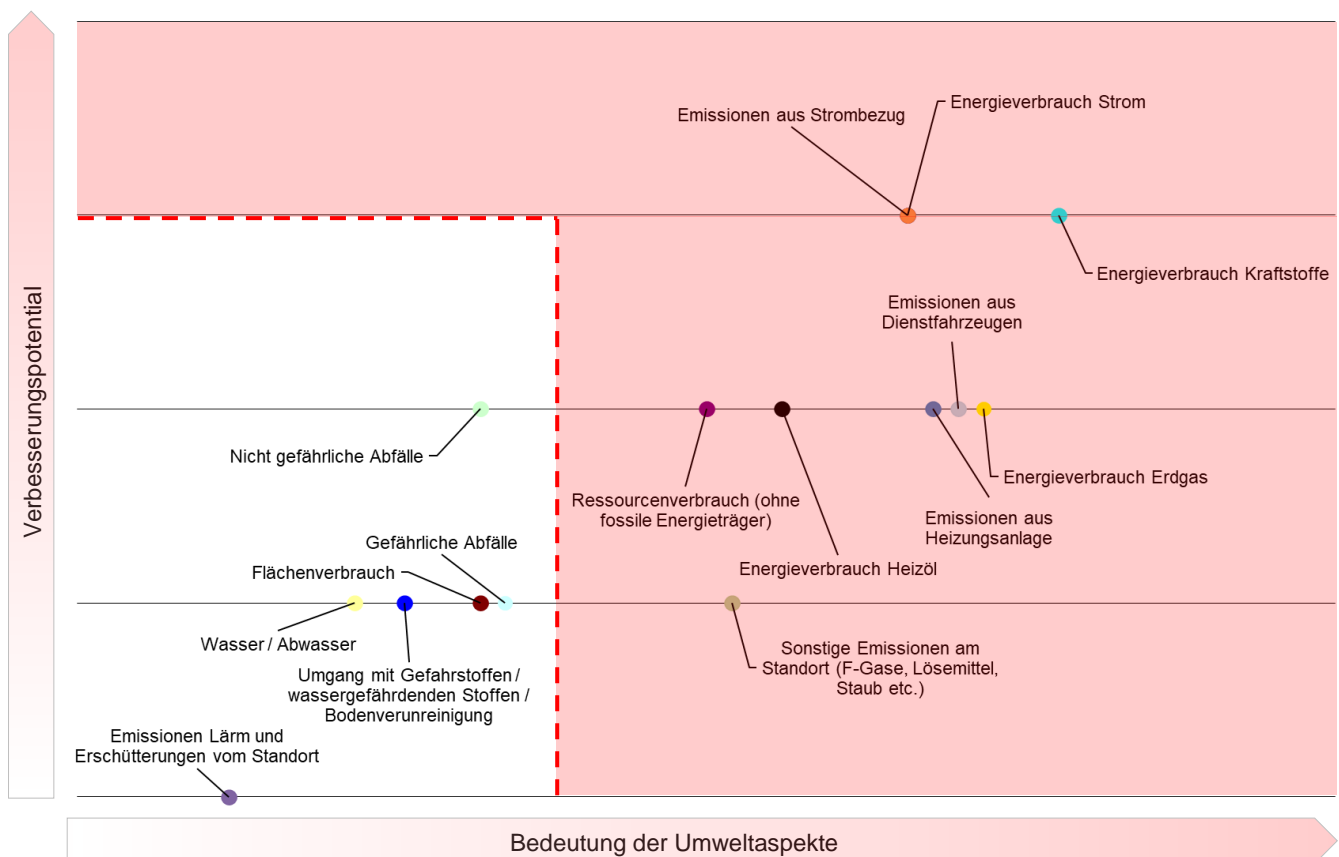 Verbesserungspotential
Emissionen aus Strombezug
Energieverbrauch Strom
Energieverbrauch Kraftstoffe
Emissionen aus
Dienstfahrzeugen
Nicht gefährliche Abfälle
Ressourcenverbrauch (ohne
fossile Energieträger)
Energieverbrauch Erdgas
Emissionen aus
Heizungsanlage
Energieverbrauch Heizöl
Gefährliche Abfälle
Flächenverbrauch
Wasser / Abwasser
Umgang mit Gefahrstoffen /
wassergefährdenden Stoffen /
Bodenverunreinigung
Sonstige Emissionen am
Standort (F-Gase, Lösemittel,
Staub etc.)
Emissionen Lärm und
Erschütterungen vom Standort
Bedeutung der Umweltaspekte